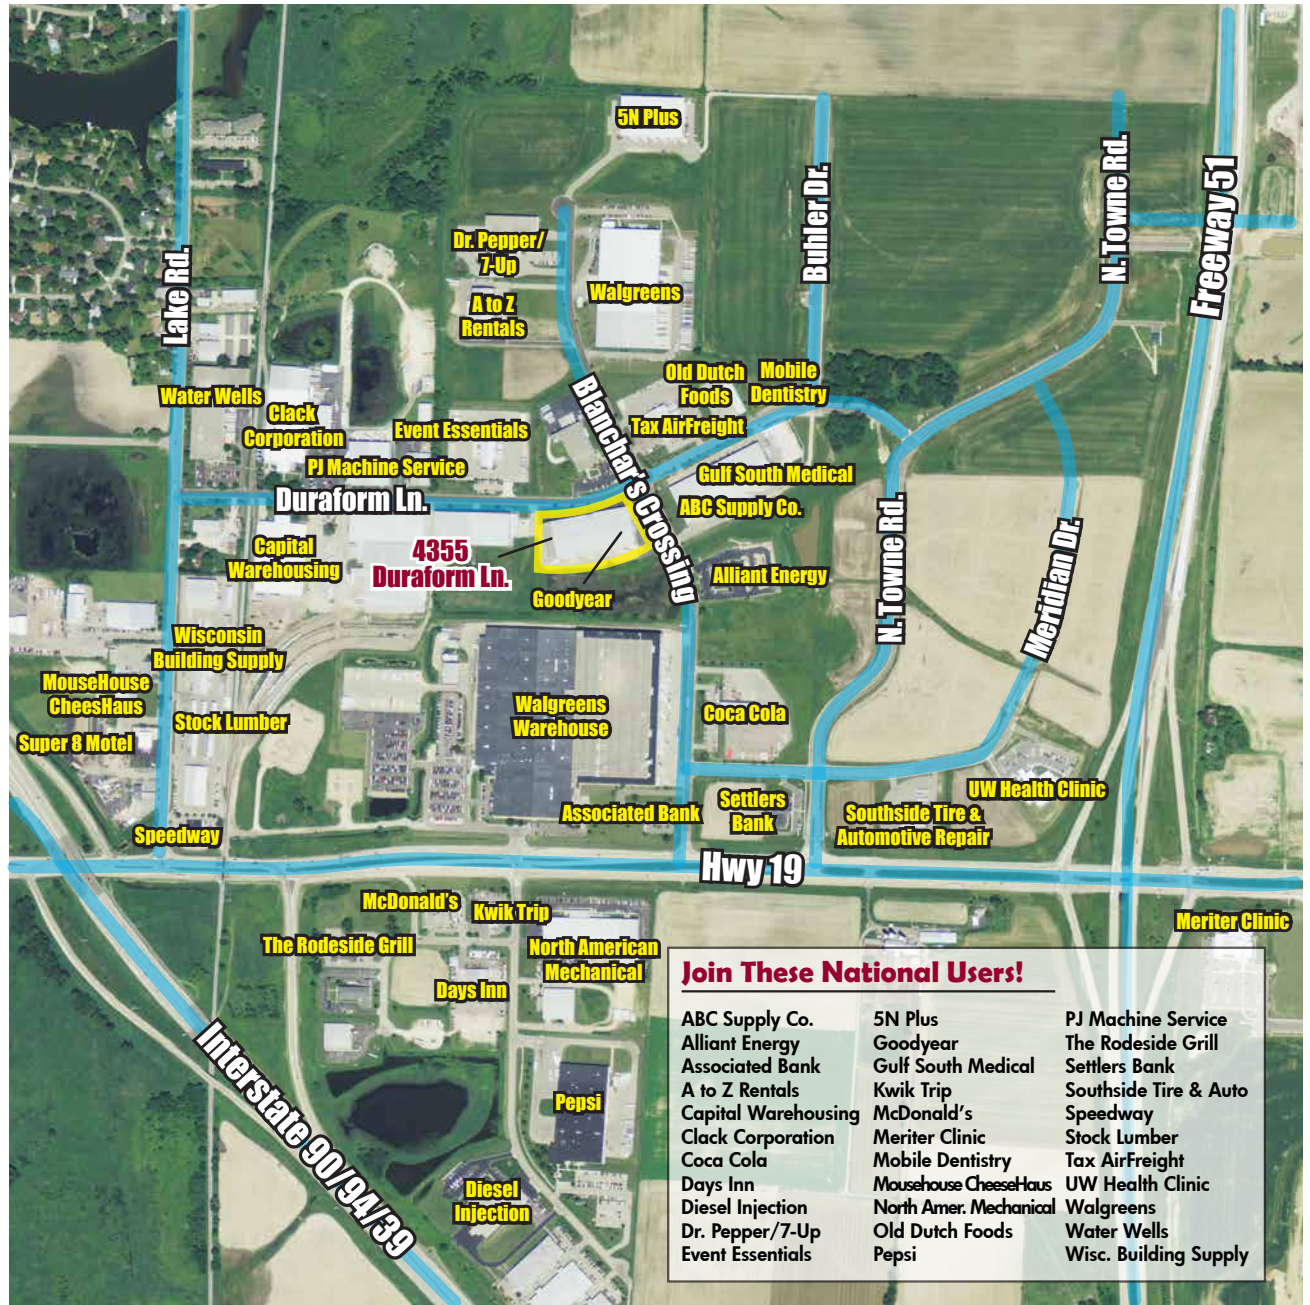 5N Plus
Buhler Dr.
N. Towne Rd.
Freeway 51
Lake Rd.
Dr. Pepper/
7-Up
Walgreens
A to Z
Rentals
Old Dutch
Foods
Mobile
Dentistry
Water Wells
Clack
Corporation
Event Essentials
Tax AirFreight
Blanchar's Crossing
PJ Machine Service
Gulf South Medical
Duraform Ln.
ABC Supply Co.
N. Towne Rd.
Meridian Dr.
Capital
Warehousing
4355
Duraform Ln.
Goodyear
Alliant Energy
Wisconsin
Building Supply
MouseHouse
CheesHaus
Stock Lumber
Super 8 Motel
Walgreens
Warehouse
Coca Cola
UW Health Clinic
Speedway
Associated Bank
Settlers
Bank
Southside Tire &
Automotive Repair
Hwy 19
McDonald's
Kwik Trip
The Rodeside Grill
North American
Mechanical
Days Inn
Meriter Clinic
Interstate 90/94/39
Pepsi
Diesel
Injection
Join These National Users!
ABC Supply Co.
Alliant Energy
Associated Bank
A to Z Rentals
Capital Warehousing
Clack Corporation
Coca Cola
Days Inn
Diesel Injection
Dr. Pepper/7-Up
Event Essentials
5N Plus
Goodyear
Gulf South Medical
Kwik Trip
McDonald's
Meriter Clinic
Mobile Dentistry
Mousehouse CheeseHaus
North Amer. Mechanical
Old Dutch Foods
Pepsi
PJ Machine Service
The Rodeside Grill
Settlers Bank
Southside Tire & Auto
Speedway
Stock Lumber
Tax AirFreight
UW Health Clinic
Walgreens
Water Wells
Wisc. Building Supply